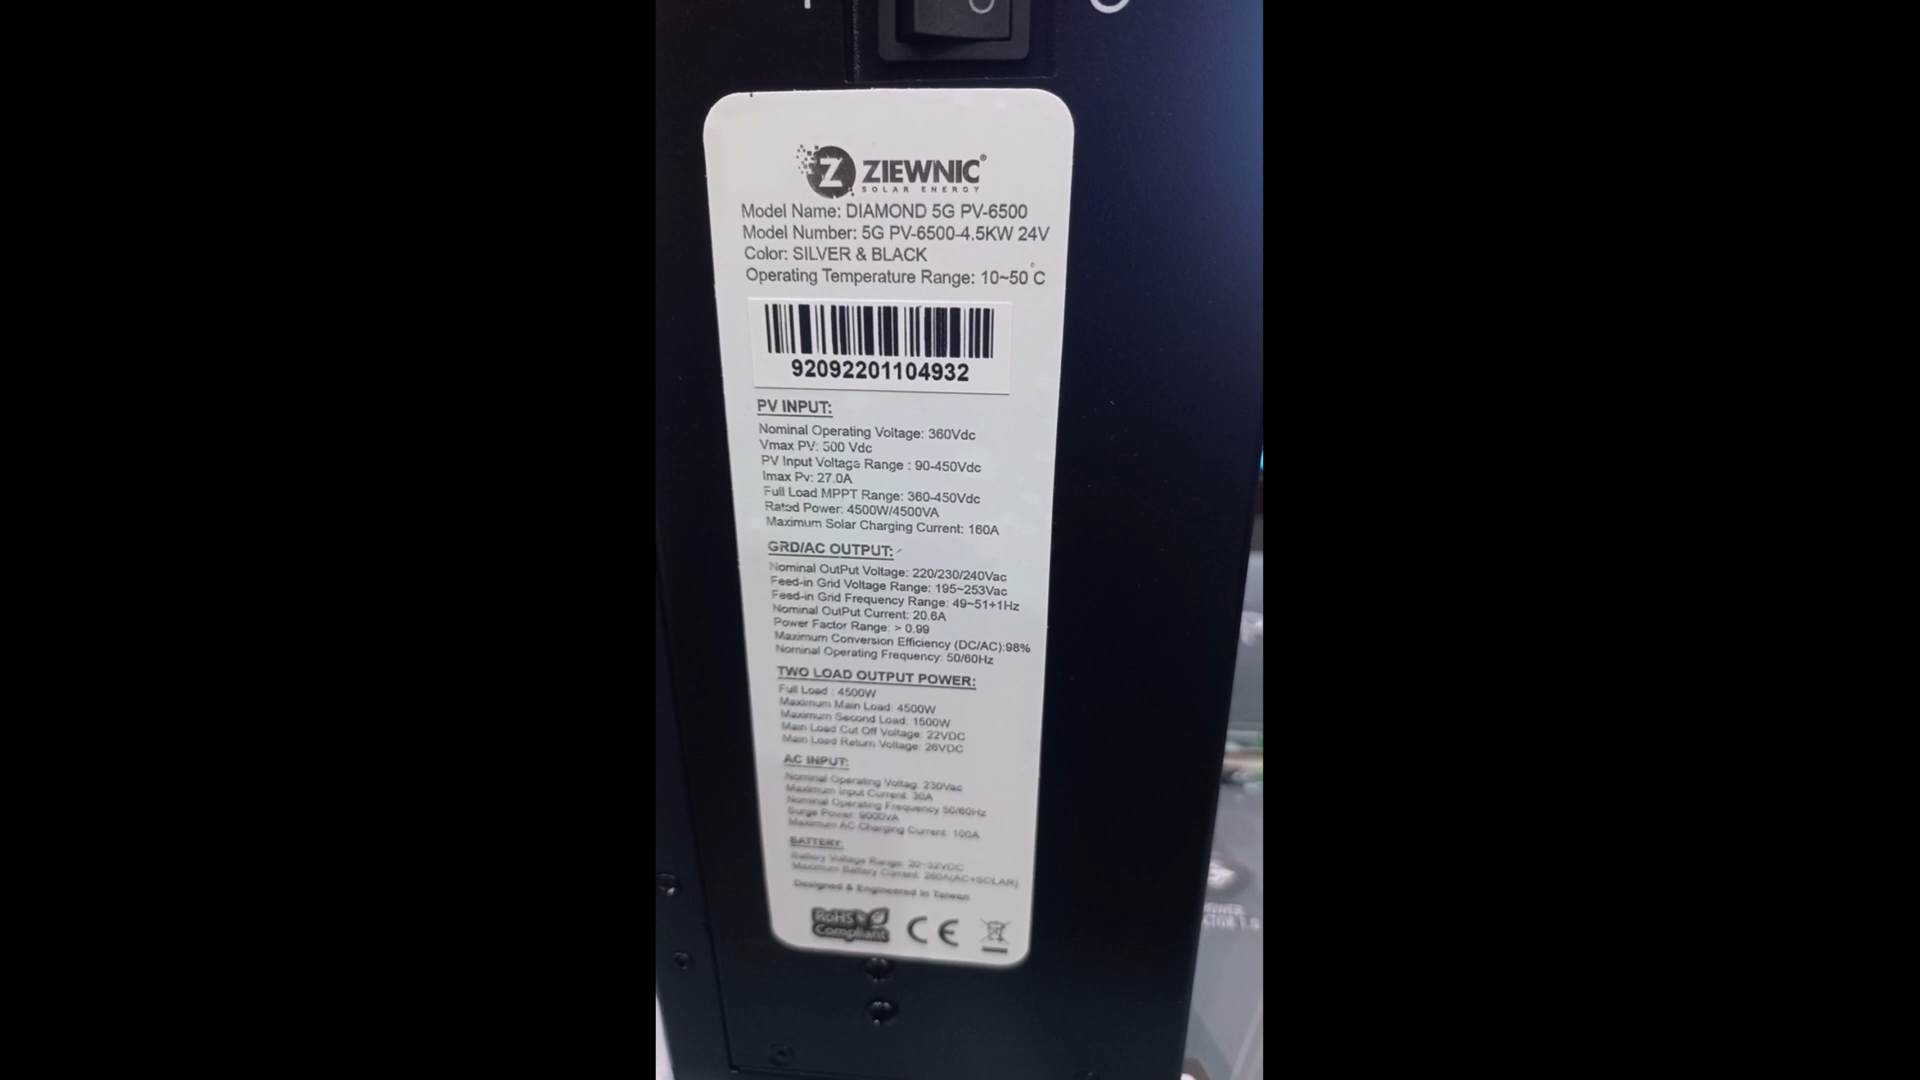 Z ZIEWNIC®
SOLAR ENERGY
Model Name: DIAMOND 5G PV-6500
Model Number: 5G PV-6500-4.5KW 24V
Color: SILVER & BLACK
Operating Temperature Range: 10~50°C
92092201104932
PV INPUT:
Nominal Operating Voltage: 360Vdc
Vmax PV: 500 Vdc
PV Input Voltage Range : 90-450Vdc
Imax Pv: 27.0A
Full Load MPPT Range: 360-450Vdc
Rated Power: 4500W/4500VA
Maximum Solar Charging Current: 160A
GRD/AC OUTPUT:
Nominal OutPut Voltage: 220/230/240Vac
Feed-in Grid Voltage Range: 195~253Vac
Feed-in Grid Frequency Range: 49~51+1Hz
Nominal OutPut Current: 20.6A
Power Factor Range: > 0.99
Maximum Conversion Efficiency (DC/AC):98%
Nominal Operating Frequency: 50/60Hz
TWO LOAD OUTPUT POWER:
Full Load : 4500W
Maximum Main Load: 4500W
Maximum Second Load: 1500W
Main Load Cut Off Voltage: 22VDC
Main Load Return Voltage: 26VDC
AC INPUT:
Nominal Operating Voltag: 230Vac
Maximum Input Current: 30A
Nominal Operating Frequency 50/60Hz
Surge Power: 9000VA
Maximum AC Charging Current: 100A
BATTERY:
Battery Voltage Range: 20~32VDC
Maximum Battery Current: 260A(AC+SOLAR)
Designed & Engineered In Taiwan
RoHS
Compliant CE